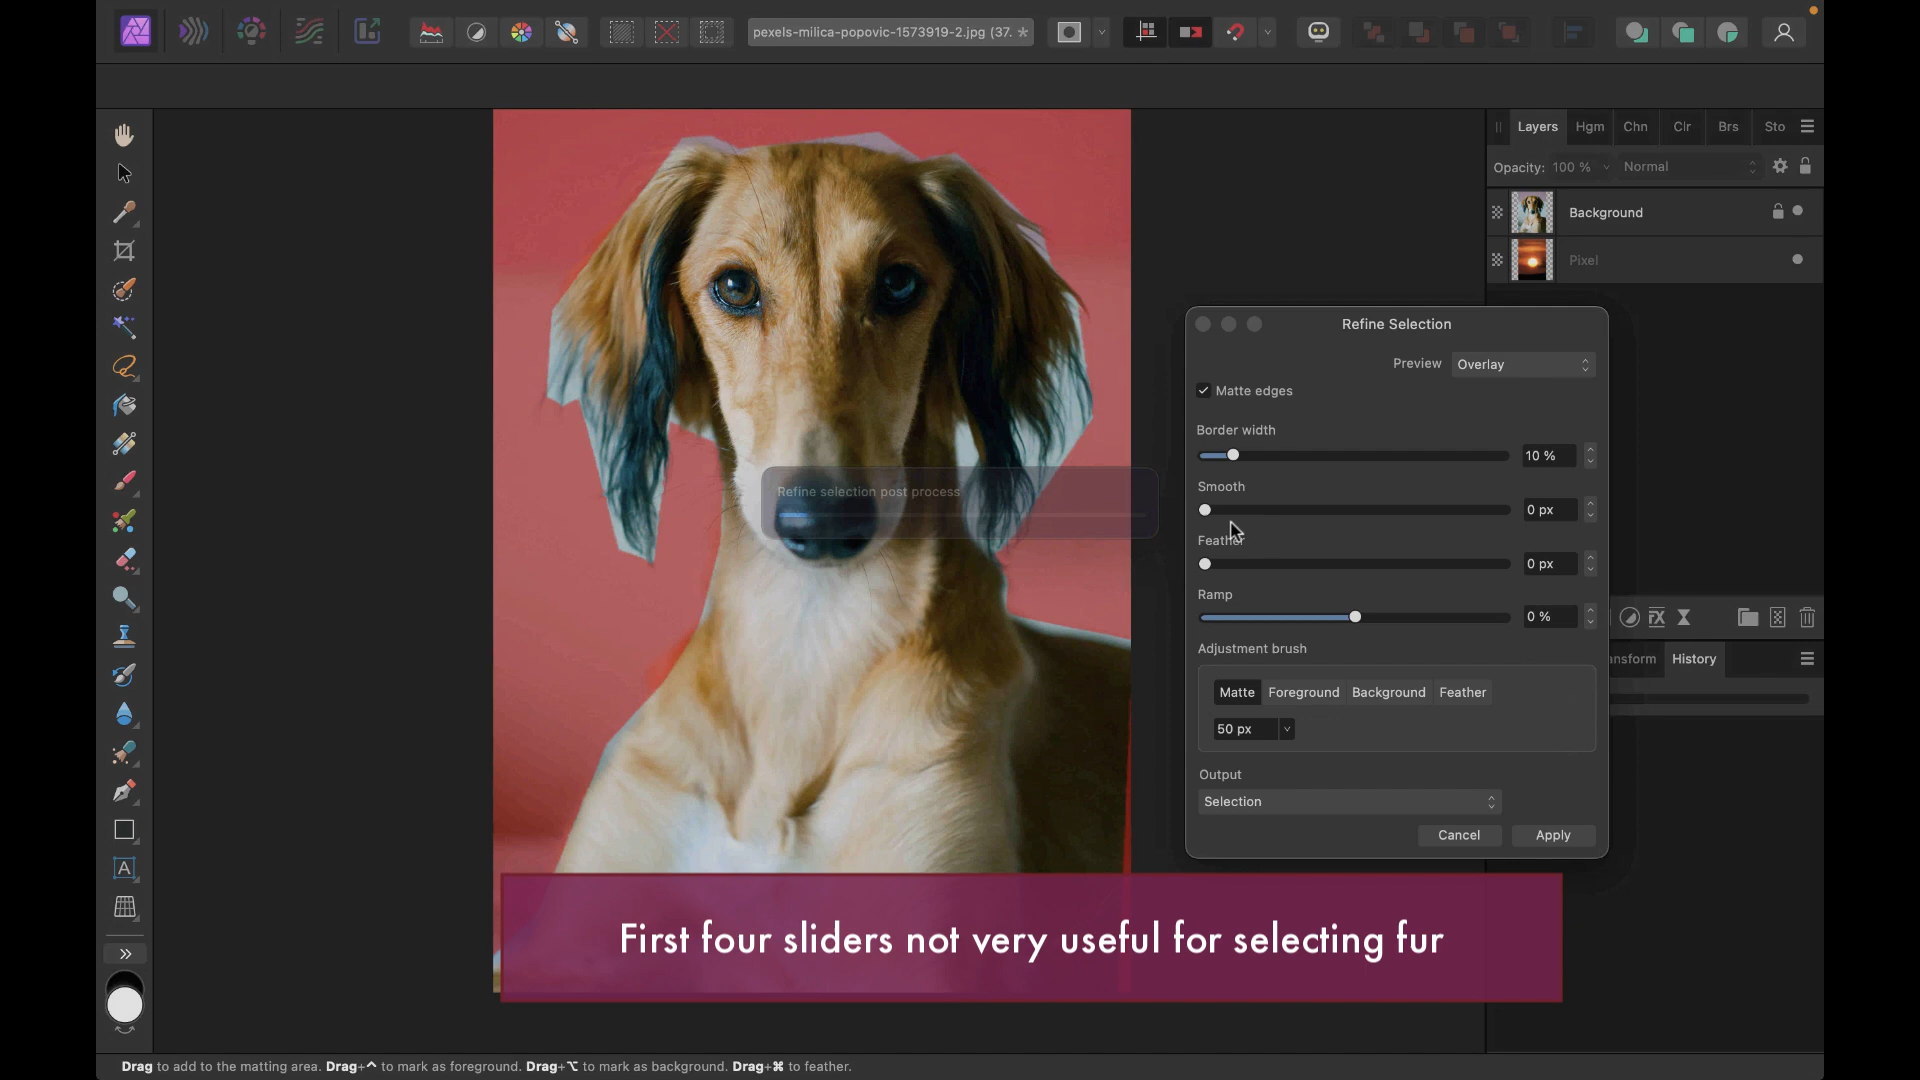 pexels-milica-popovic-1573919-2.jpg (37. *
Layers Hgm Chn Clr Brs Sto
Opacity: 100 % Normal
Background
Pixel
Refine Selection
Preview Overlay
Matte edges
Border width
10 %
Smooth
0 px
Feather
0 px
Ramp
0 %
Adjustment brush
Matte Foreground Background Feather
50 px
Output
Selection
Cancel Apply
Refine selection post process
ansform History
First four sliders not very useful for selecting fur
Drag to add to the matting area. Drag+⌃ to mark as foreground. Drag+⌥ to mark as background. Drag+⌘ to feather.